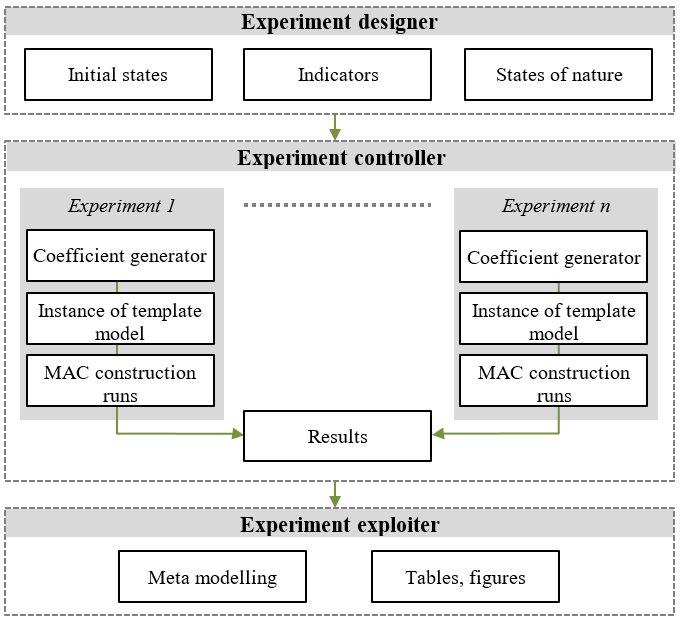 Experiment designer
Initial states
Indicators
States of nature
Experiment controller
Experiment 1
Coefficient generator
Instance of template
model
MAC construction
runs
Experiment n
Coefficient generator
Instance of template
model
MAC construction
runs
Results
Experiment exploiter
Meta modelling
Tables, figures